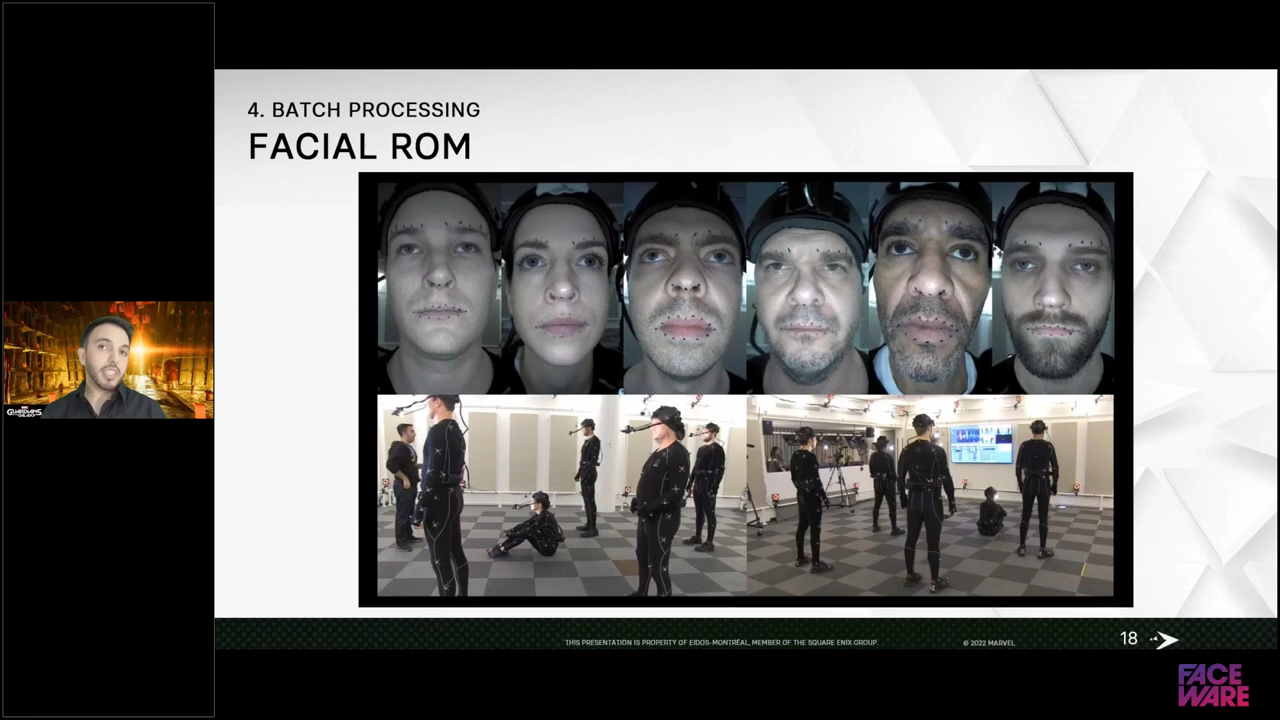 4. BATCH PROCESSING
FACIAL ROM
GUARDIANS
THIS PRESENTATION IS PROPERTY OF EIDOS-MONTRÉAL, MEMBER OF THE SQUARE ENIX GROUP.
© 2022 MARVEL
18
FACE
WARE